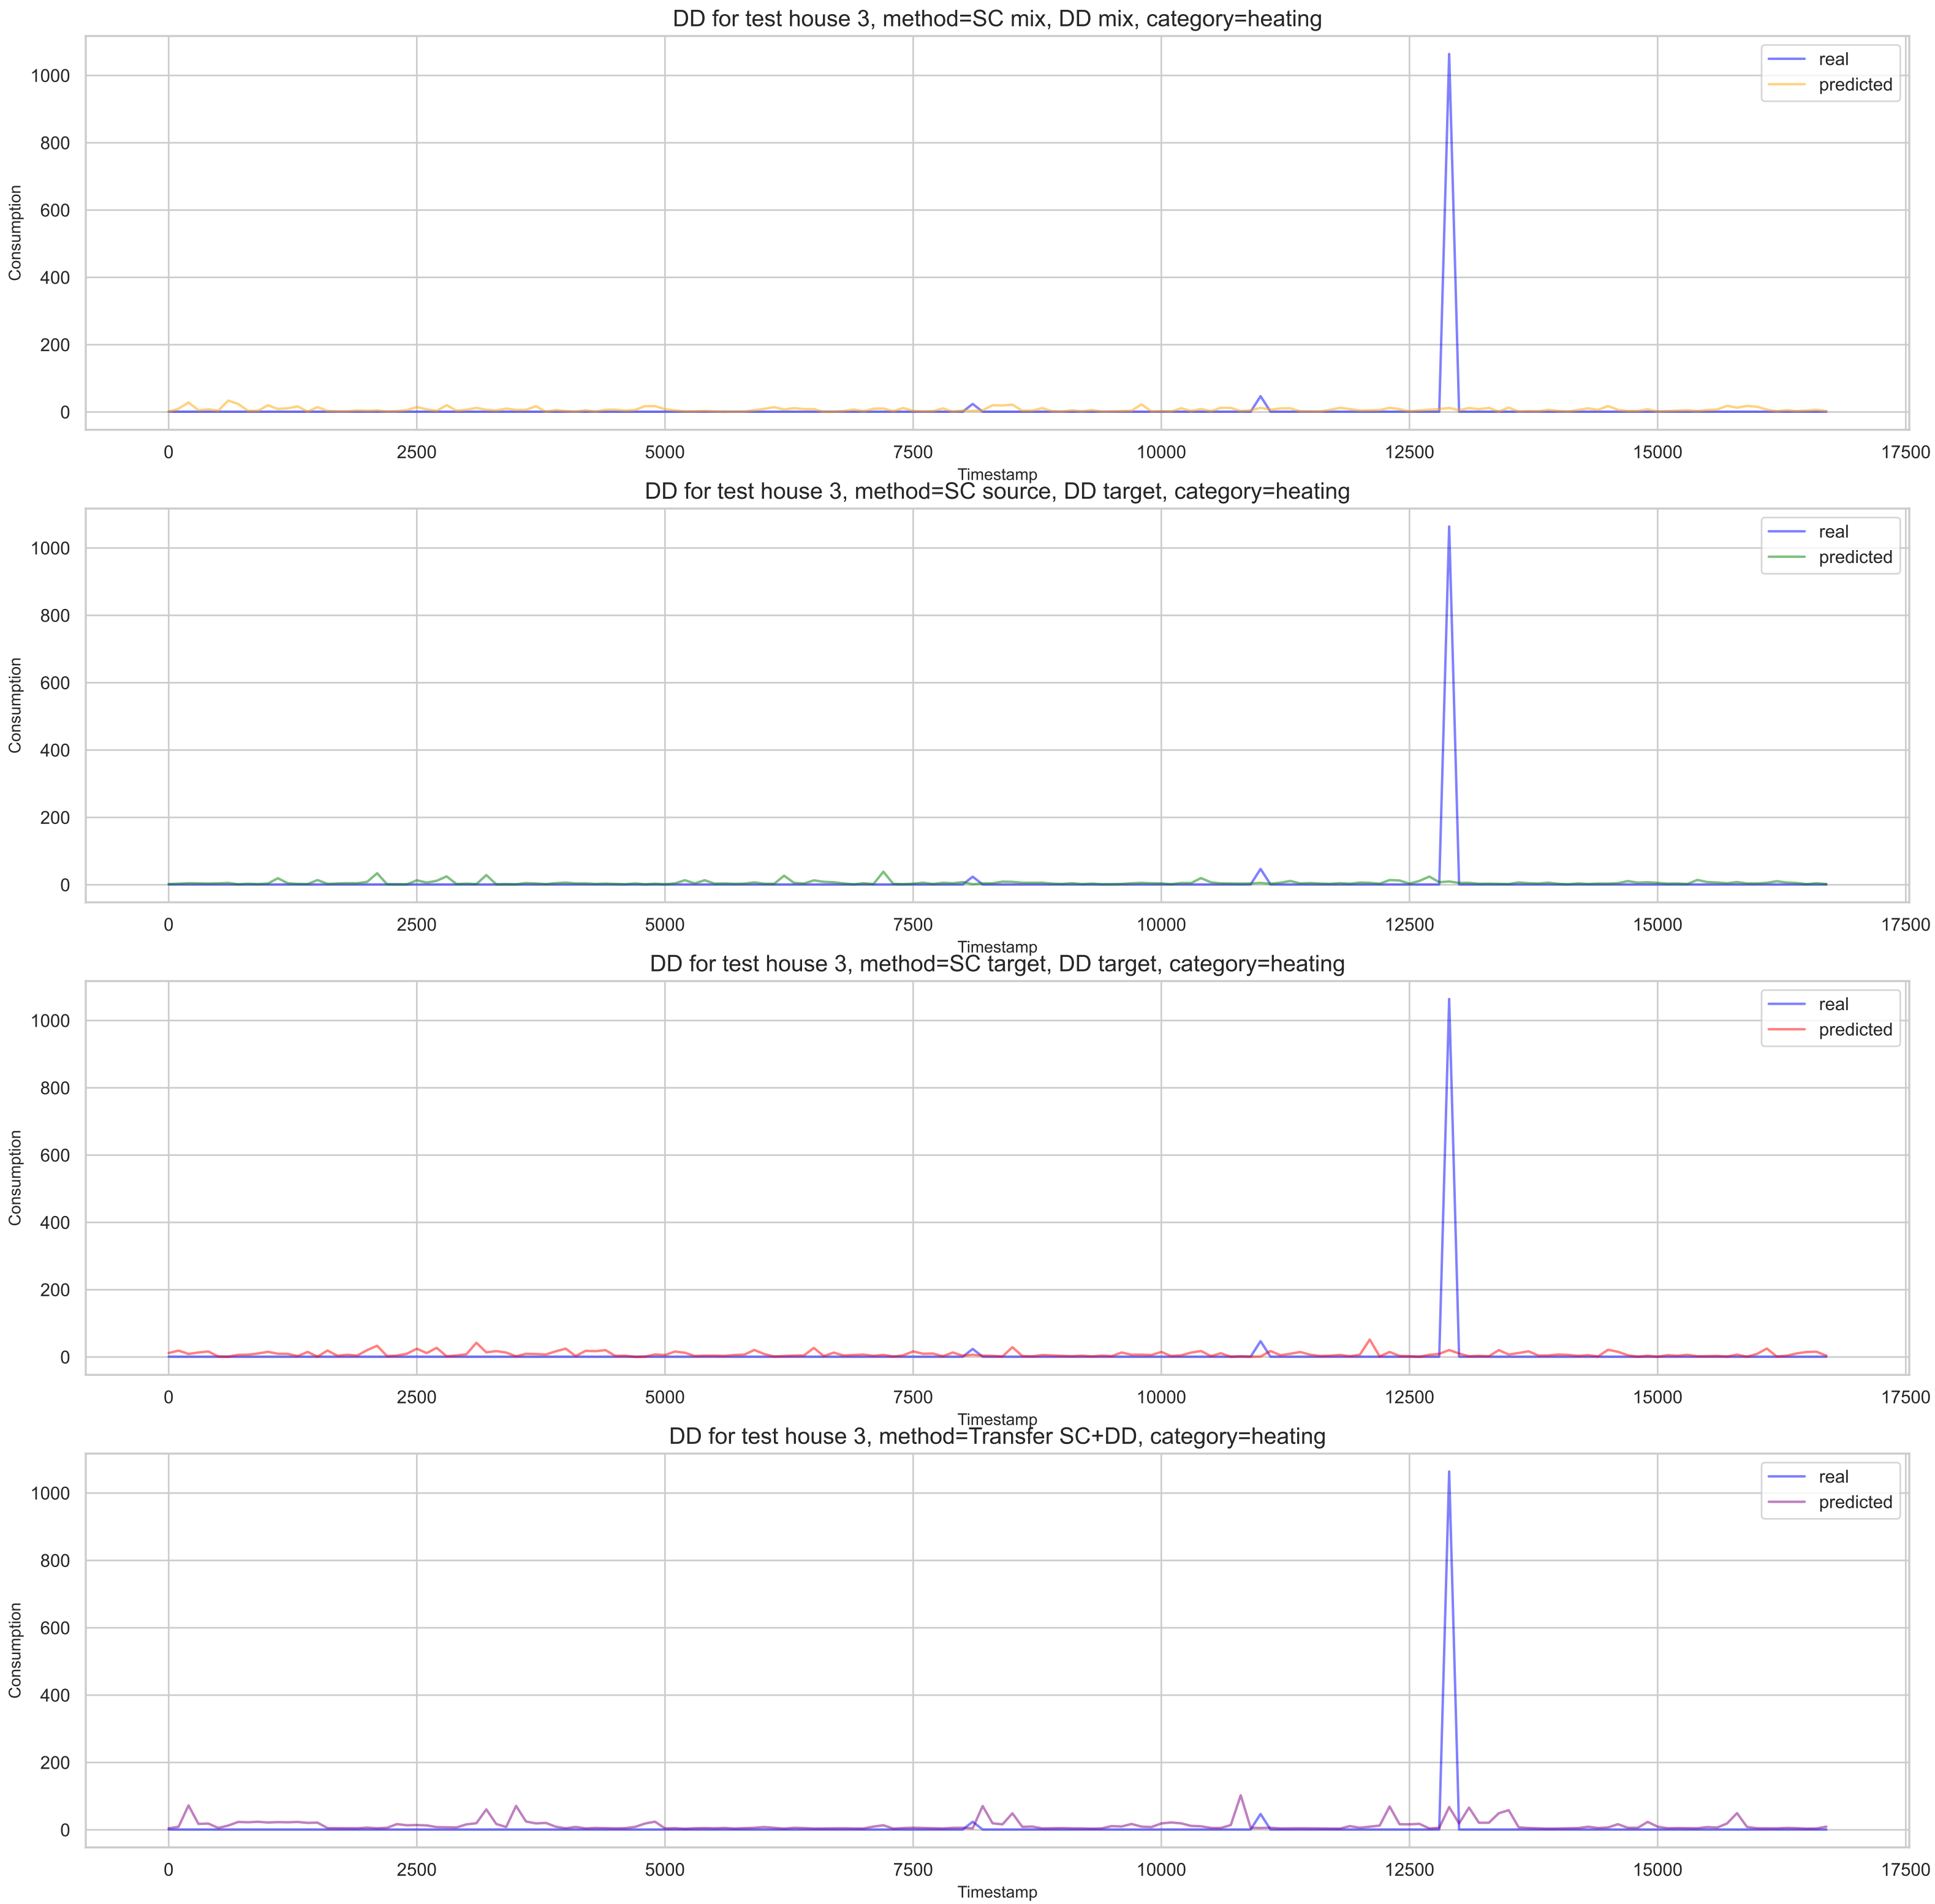 DD for test house 3, method=SC mix, DD mix, category=heating
real
predicted
Consumption
1000
800
600
400
200
0
0 2500 5000 7500 10000 12500 15000 17500
Timestamp
DD for test house 3, method=SC source, DD target, category=heating
real
predicted
Consumption
1000
800
600
400
200
0
0 2500 5000 7500 10000 12500 15000 17500
Timestamp
DD for test house 3, method=SC target, DD target, category=heating
real
predicted
Consumption
1000
800
600
400
200
0
0 2500 5000 7500 10000 12500 15000 17500
Timestamp
DD for test house 3, method=Transfer SC+DD, category=heating
real
predicted
Consumption
1000
800
600
400
200
0
0 2500 5000 7500 10000 12500 15000 17500
Timestamp